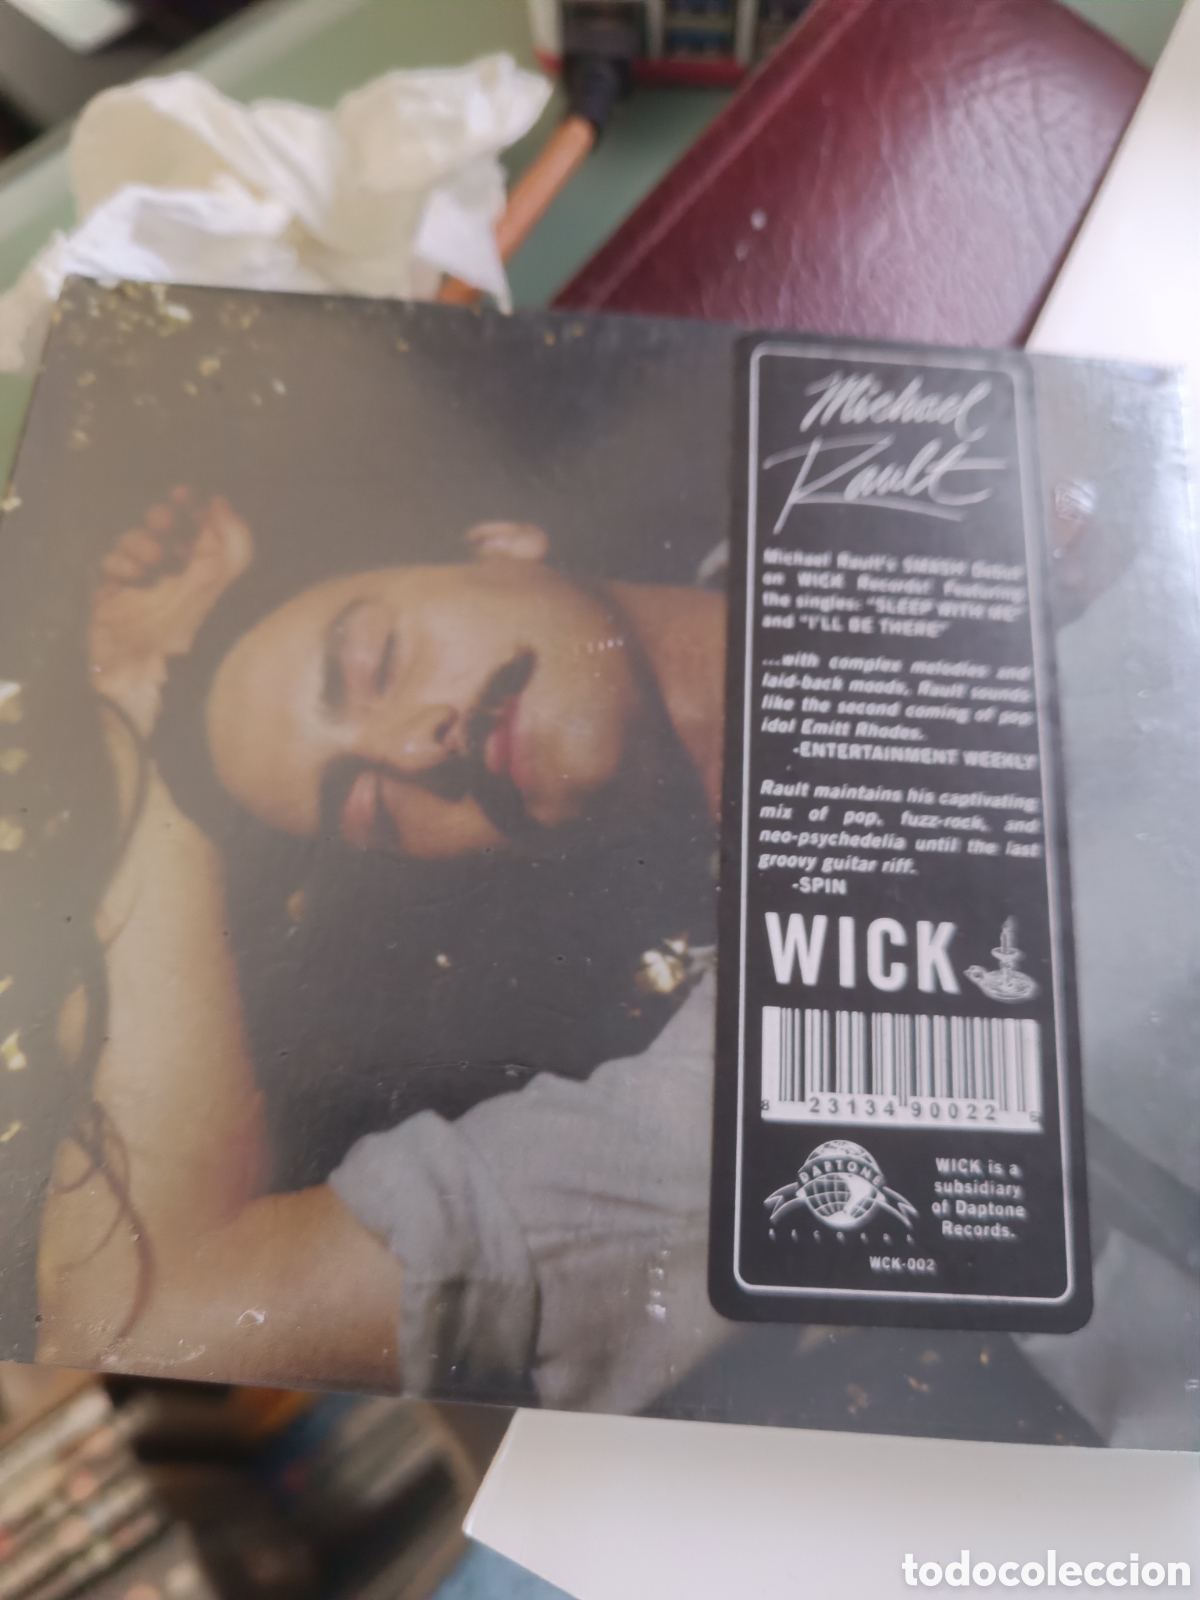 Michael
Rault
Michael Rault's SMASH debut
on WICK Records! Featuring
the singles: "SLEEP WITH ME"
and "I'LL BE THERE"
...with complex melodies and
laid-back moods, Rault sounds
like the second coming of pop
idol Emitt Rhodes.
-ENTERTAINMENT WEEKLY
Rault maintains his captivating
mix of pop, fuzz-rock, and
neo-psychedelia until the last
groovy guitar riff.
-SPIN
WICK
8 23134 90022 6
DAPTONE
RECORDS
WICK is a
subsidiary
of Daptone
Records.
WCK-002
todocoleccion